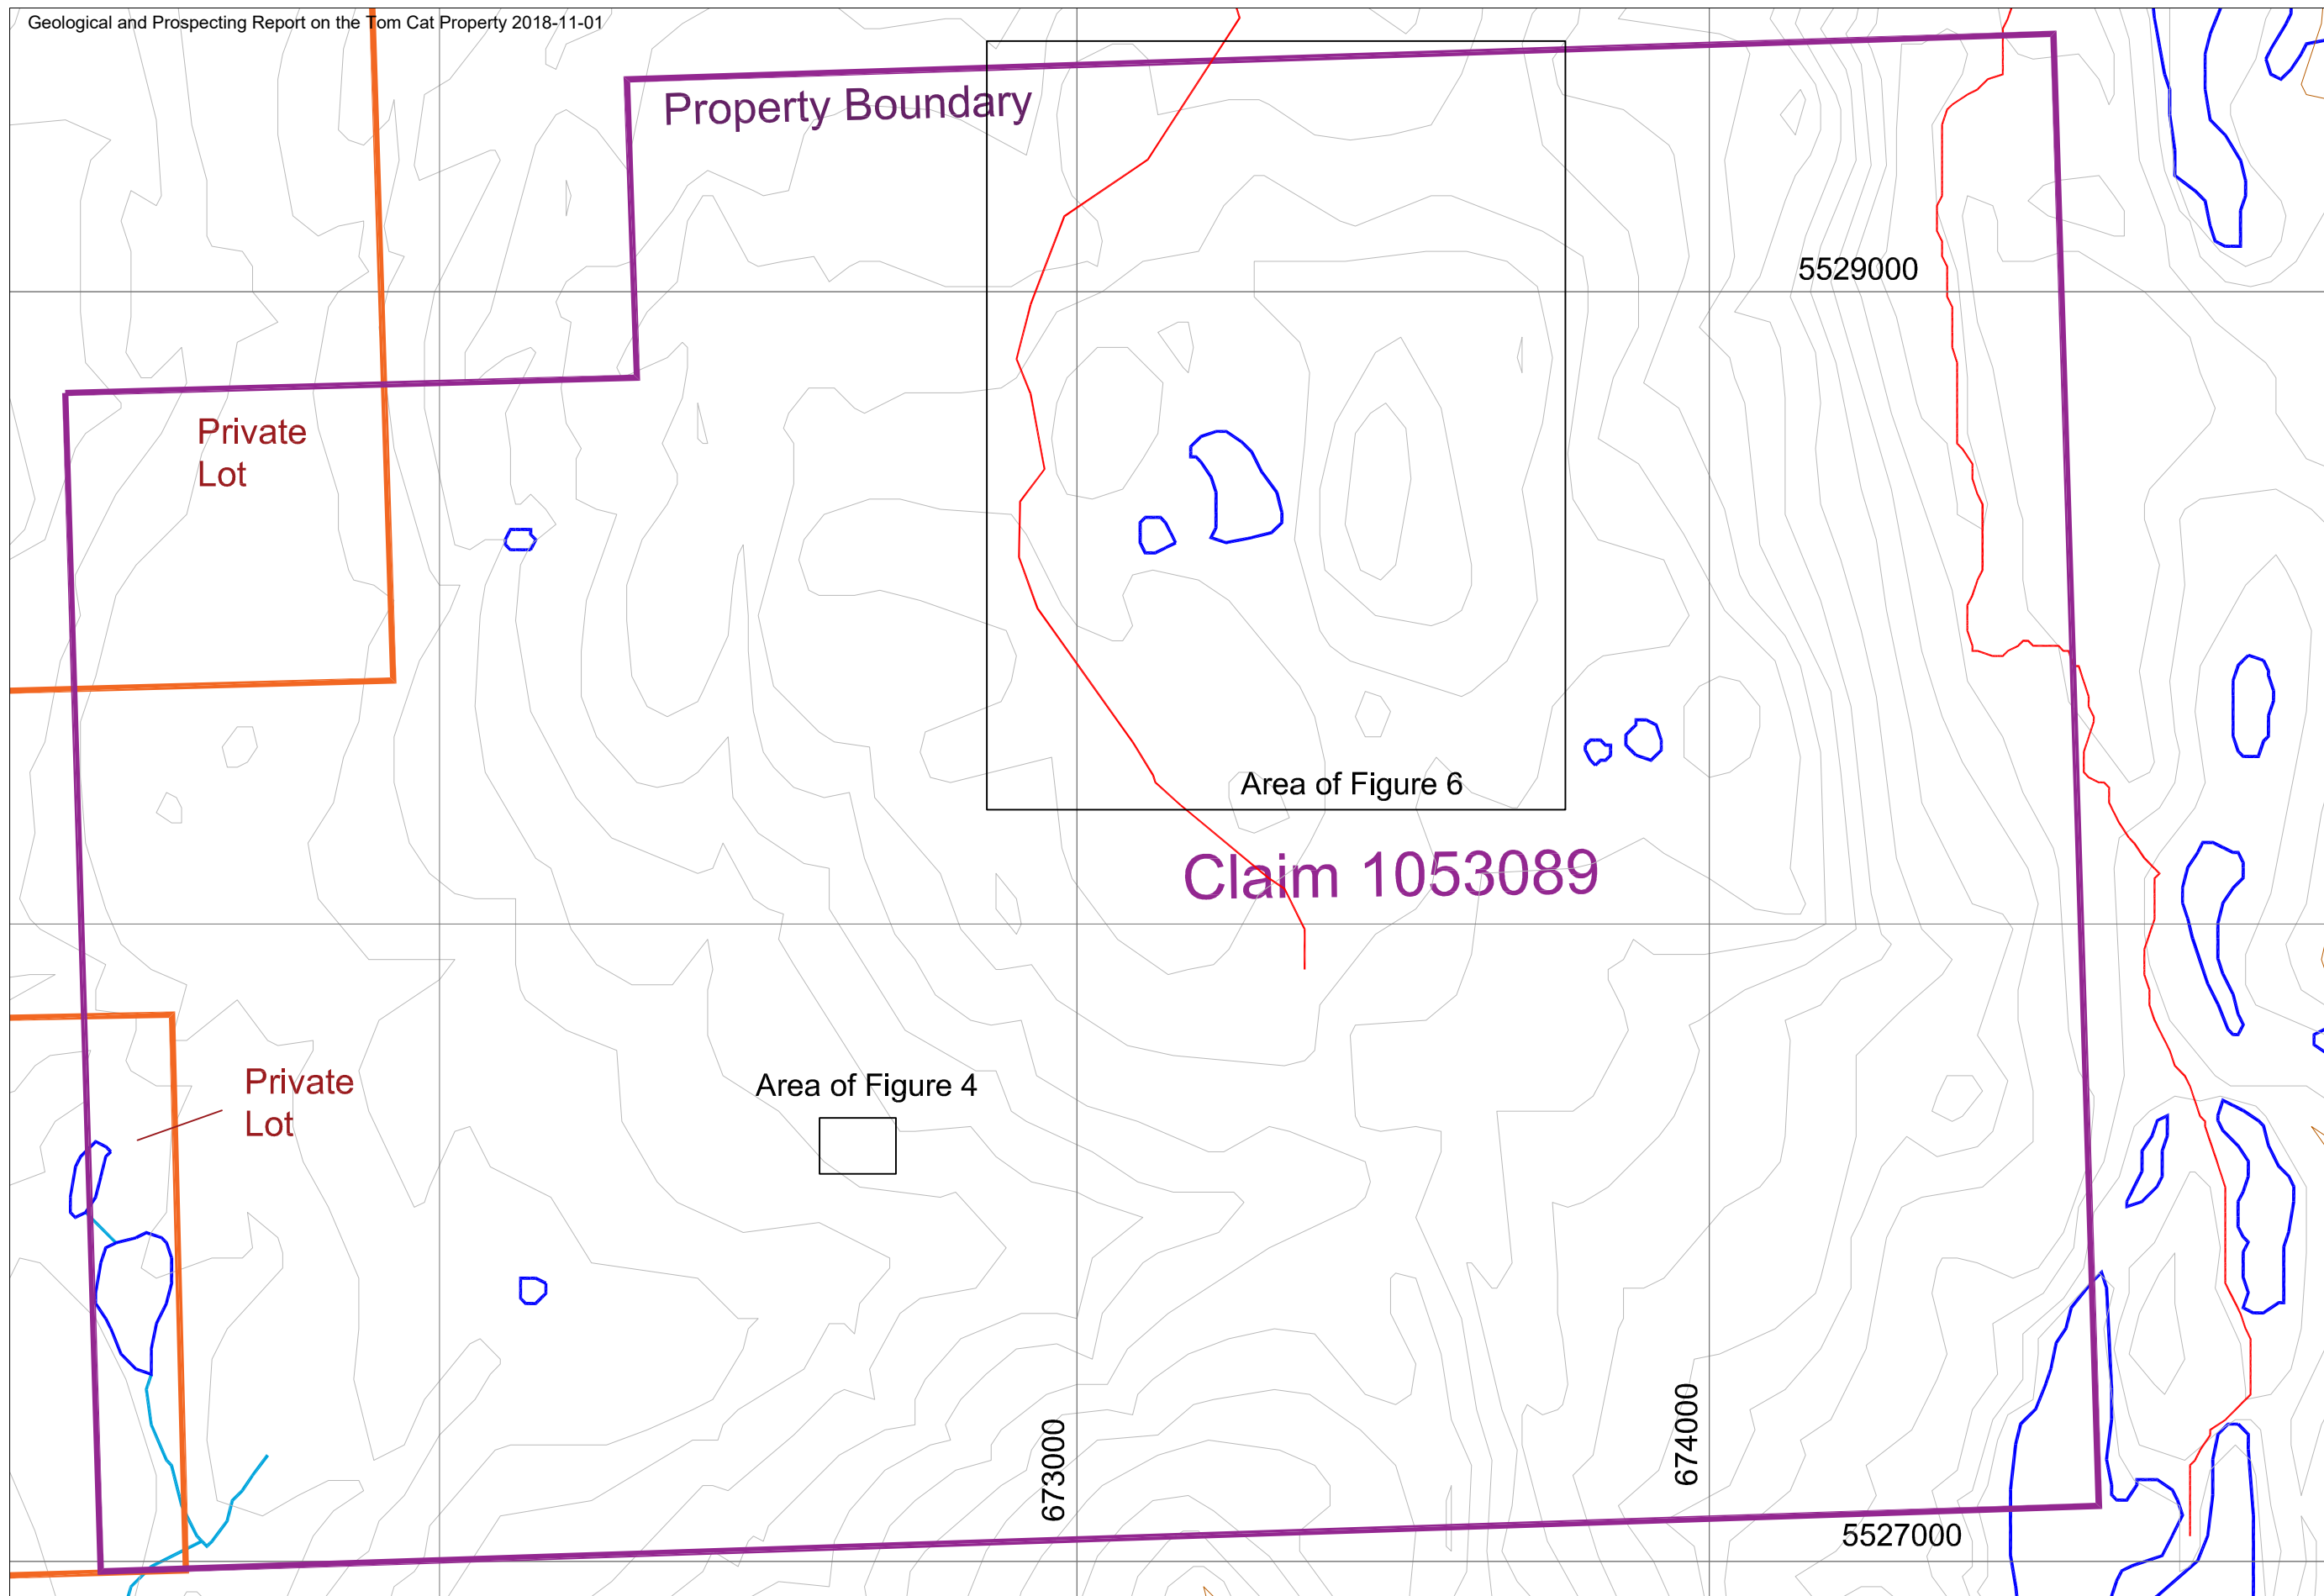 Geological and Prospecting Report on the Tom Cat Property 2018-11-01
Property Boundary
5529000
Private
Lot
Area of Figure 6
Claim 1053089
Private
Lot
Area of Figure 4
673000
674000
5527000